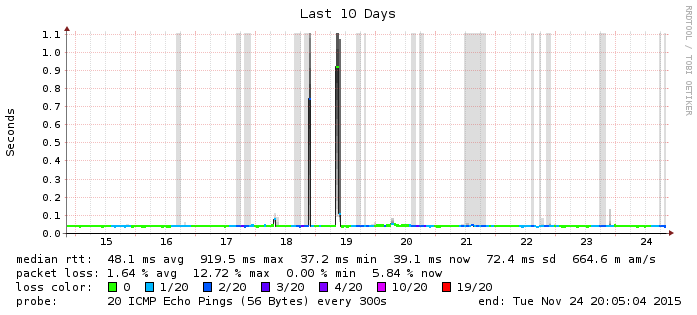 Last 10 Days
RRDTOOL / TOBI OETIKER
Seconds
1.1
1.0
0.9
0.8
0.7
0.6
0.5
0.4
0.3
0.2
0.1
0.0
15 16 17 18 19 20 21 22 23 24
median rtt: 48.1 ms avg 919.5 ms max 37.2 ms min 39.1 ms now 72.4 ms sd 664.6 m am/s
packet loss: 1.64 % avg 12.72 % max 0.00 % min 5.84 % now
loss color: 0 1/20 2/20 3/20 4/20 10/20 19/20
probe: 20 ICMP Echo Pings (56 Bytes) every 300s end: Tue Nov 24 20:05:04 2015